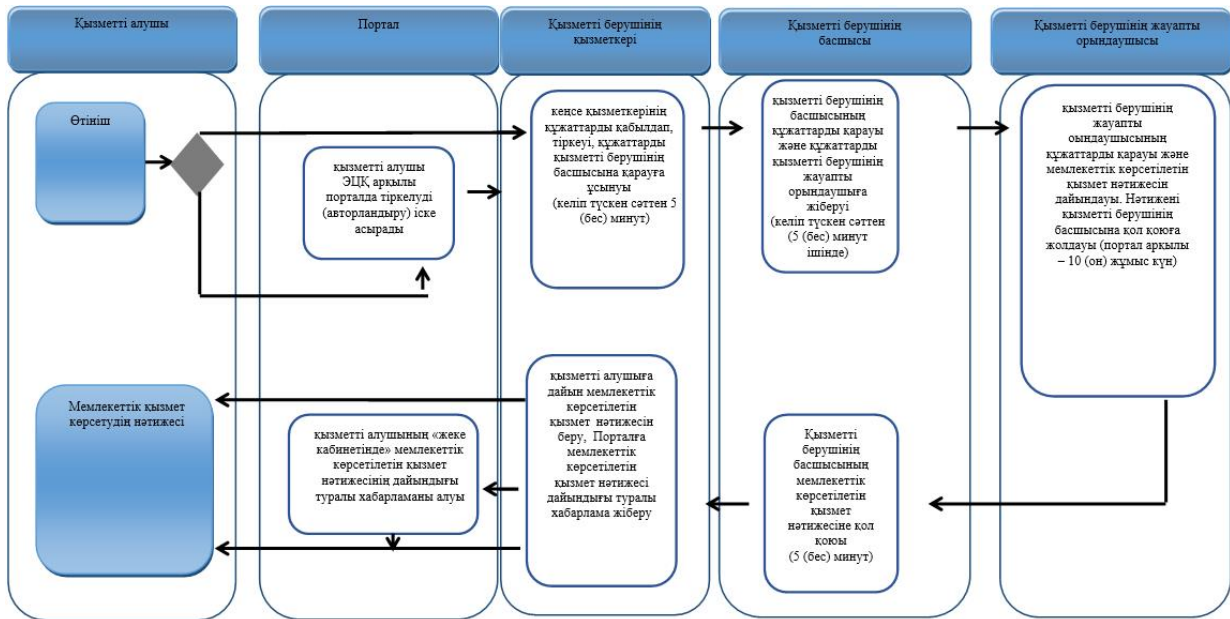 Қызметті алушы
Портал
Қызметті берушінің
қызметкері
Қызметті берушінің
басшысы
Қызметті берушінің жауапты
орындаушысы
Өтініш
қызметті алушы
ЭЦҚ арқылы
порталда тіркелуді
(авторландыру) іске
асырады
кеңсе қызметкерінің
құжаттарды қабылдап,
тіркеуі, құжаттарды
қызметті берушінің
басшысына қарауға
ұсынуы
(келіп түскен сәттен 5
(бес) минут)
қызметті берушінің
басшысының
құжаттарды қарауы
және құжаттарды
қызметті берушінің
жауапты
орындаушыға
жіберуі
(келіп түскен сәттен
(5 (бес) минут
ішінде)
қызметті берушінің
жауапты
оындаушысының
құжаттарды қарауы және
мемлекеттік көрсетілетін
қызмет нәтижесін
дайындауы. Нәтижені
қызметті берушінің
басшысына қол қоюға
жолдауы (портал арқылы
– 10 (он) жұмыс күн)
Мемлекеттік қызмет
көрсетудің нәтижесі
қызметті алушының «жеке
кабинетінде» мемлекеттік
көрсетілетін қызмет
нәтижесінің дайындығы
туралы хабарламаны алуы
қызметті алушыға
дайын мемлекеттік
көрсетілетін
қызмет нәтижесін
беру, Порталға
мемлекеттік
көрсетілетін
қызмет нәтижесі
дайындығы туралы
хабарлама жіберу
Қызметті
берушінің
басшысының
мемлекеттік
көрсетілетін
қызмет
нәтижесіне қол
қоюы
(5 (бес) минут)